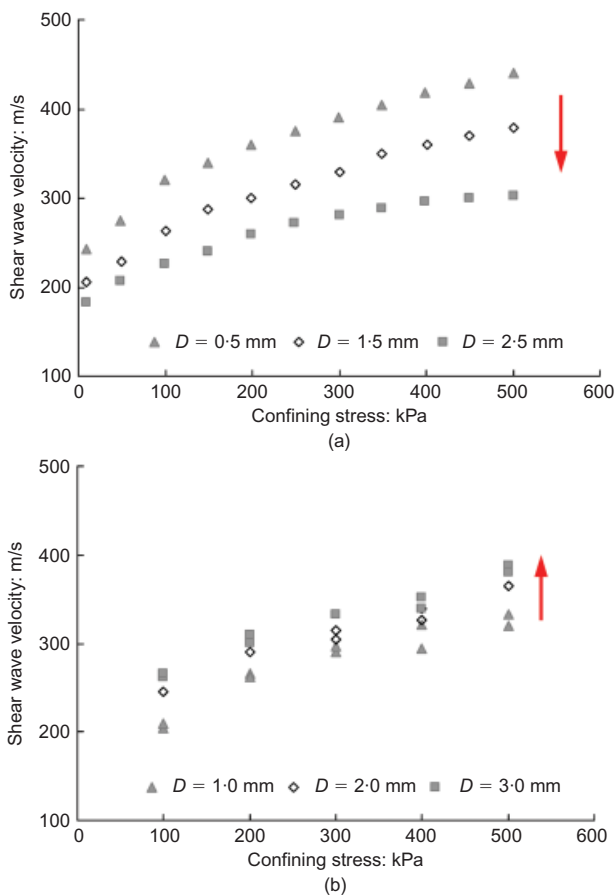 500
400
300
200
100
Shear wave velocity: m/s
D = 0·5 mm D = 1·5 mm D = 2·5 mm
0 100 200 300 400 500 600
Confining stress: kPa
(a)
500
400
300
200
100
Shear wave velocity: m/s
D = 1·0 mm D = 2·0 mm D = 3·0 mm
0 100 200 300 400 500 600
Confining stress: kPa
(b)